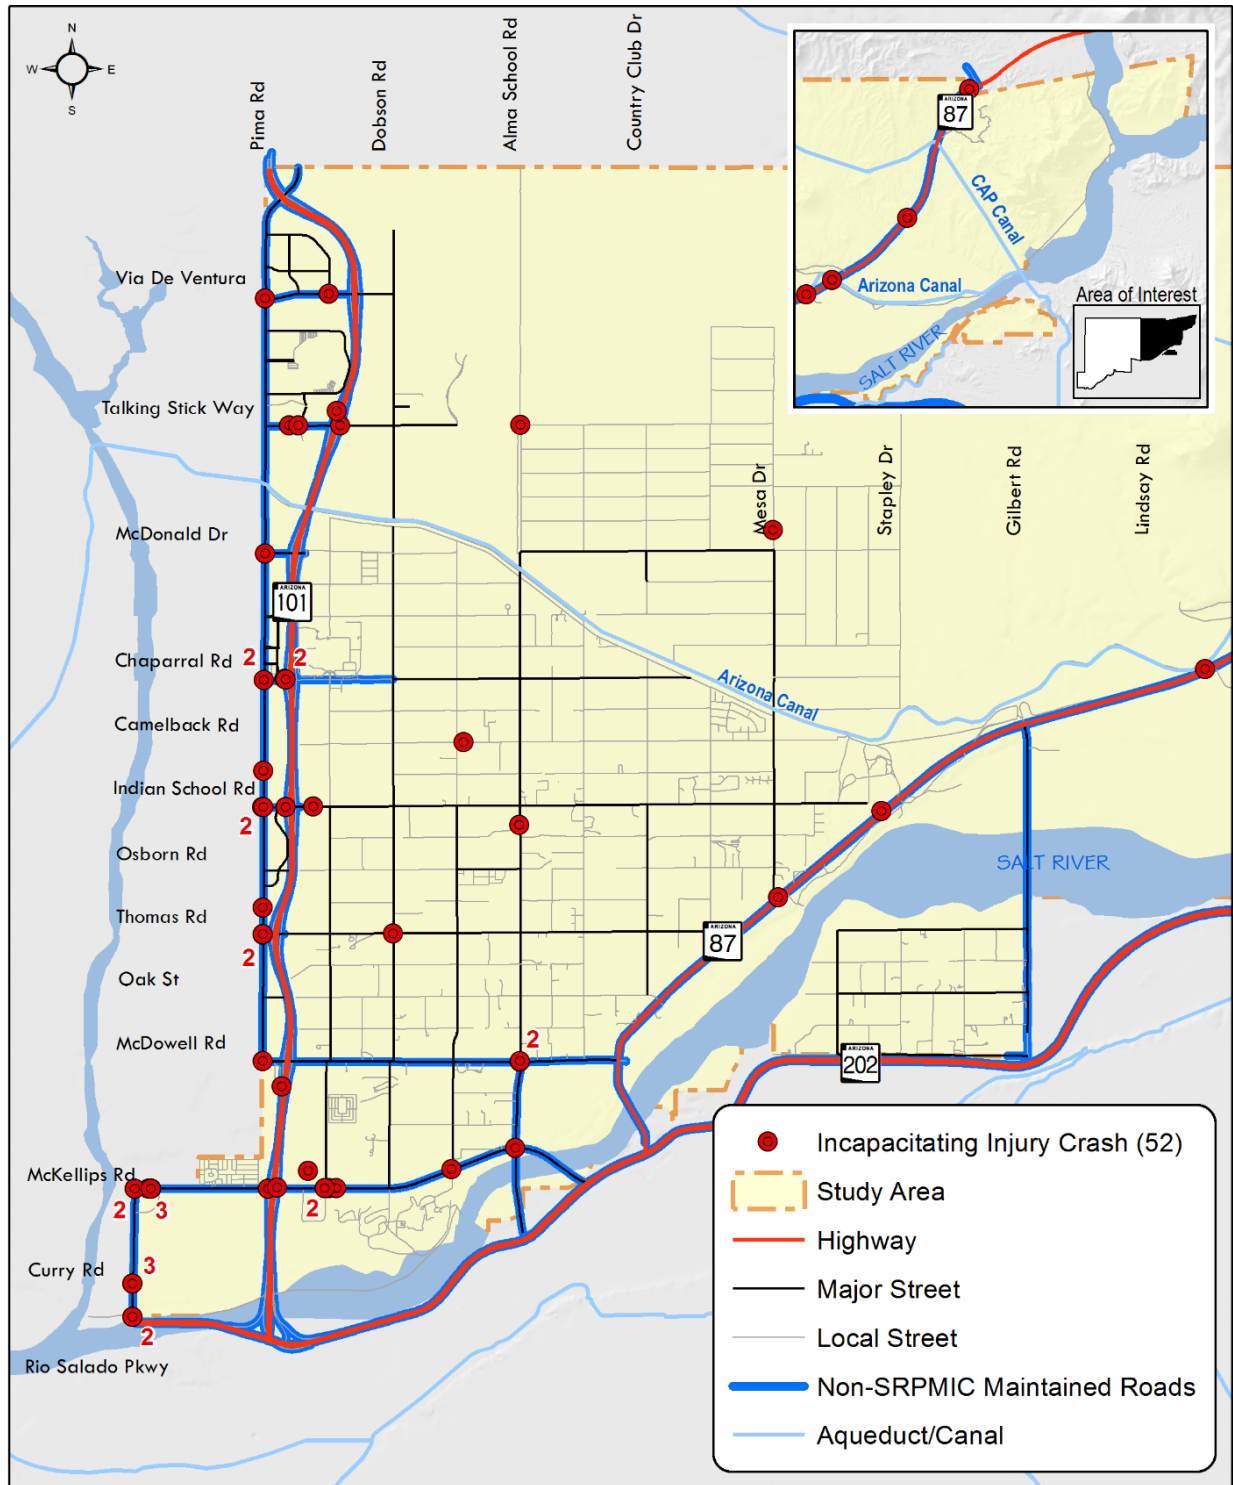 N
W
E
S
Pima Rd
Dobson Rd
Alma School Rd
Country Club Dr
ARIZONA
87
CAP Canal
Arizona Canal
SALT RIVER
Area of Interest
Via De Ventura
Talking Stick Way
Mesa Dr
Stapley Dr
Gilbert Rd
Lindsay Rd
McDonald Dr
ARIZONA
101
Chaparral Rd
2
2
Arizona Canal
Camelback Rd
Indian School Rd
2
Osborn Rd
SALT RIVER
Thomas Rd
2
ARIZONA
87
Oak St
McDowell Rd
2
ARIZONA
202
McKellips Rd
2
3
2
Curry Rd
3
2
Rio Salado Pkwy
Incapacitating Injury Crash (52)
Study Area
Highway
Major Street
Local Street
Non-SRPMIC Maintained Roads
Aqueduct/Canal